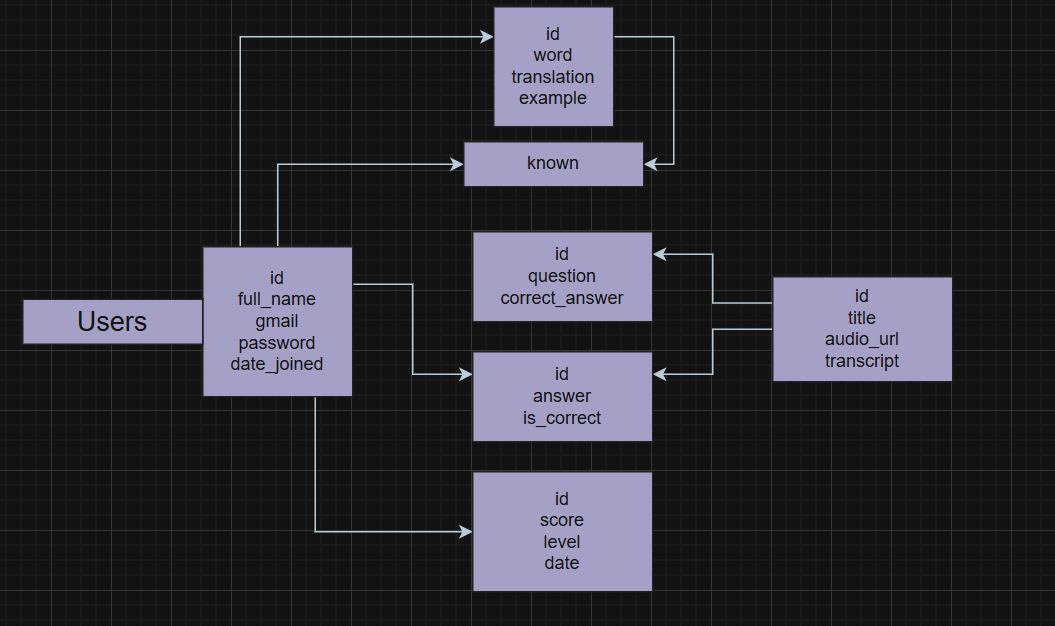 id
word
translation
example
known
Users
id
full_name
gmail
password
date_joined
id
question
correct_answer
id
answer
is_correct
id
score
level
date
id
title
audio_url
transcript